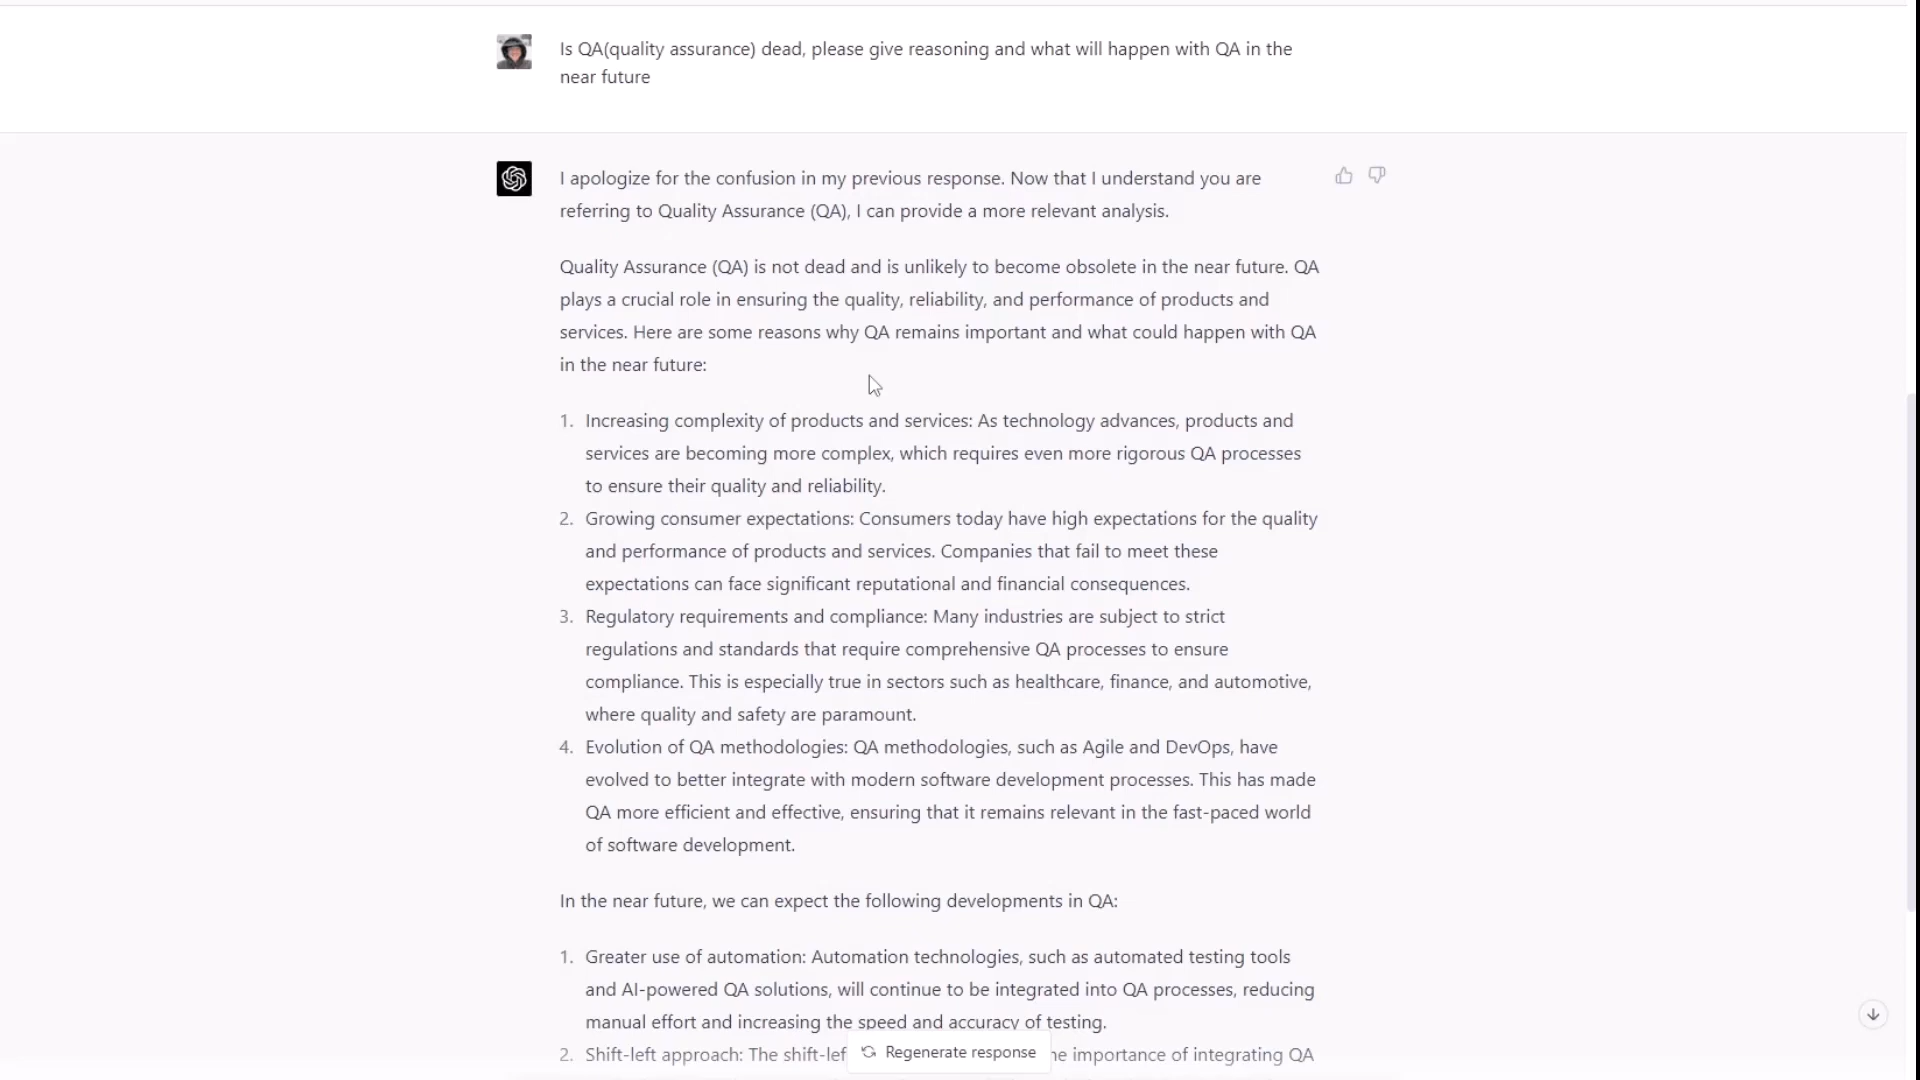 Is QA(quality assurance) dead, please give reasoning and what will happen with QA in the
near future
I apologize for the confusion in my previous response. Now that I understand you are
referring to Quality Assurance (QA), I can provide a more relevant analysis.
Quality Assurance (QA) is not dead and is unlikely to become obsolete in the near future. QA
plays a crucial role in ensuring the quality, reliability, and performance of products and
services. Here are some reasons why QA remains important and what could happen with QA
in the near future:
1. Increasing complexity of products and services: As technology advances, products and
services are becoming more complex, which requires even more rigorous QA processes
to ensure their quality and reliability.
2. Growing consumer expectations: Consumers today have high expectations for the quality
and performance of products and services. Companies that fail to meet these
expectations can face significant reputational and financial consequences.
3. Regulatory requirements and compliance: Many industries are subject to strict
regulations and standards that require comprehensive QA processes to ensure
compliance. This is especially true in sectors such as healthcare, finance, and automotive,
where quality and safety are paramount.
4. Evolution of QA methodologies: QA methodologies, such as Agile and DevOps, have
evolved to better integrate with modern software development processes. This has made
QA more efficient and effective, ensuring that it remains relevant in the fast-paced world
of software development.
In the near future, we can expect the following developments in QA:
1. Greater use of automation: Automation technologies, such as automated testing tools
and AI-powered QA solutions, will continue to be integrated into QA processes, reducing
manual effort and increasing the speed and accuracy of testing.
2. Shift-left approach: The shift-lef
Regenerate response
he importance of integrating QA